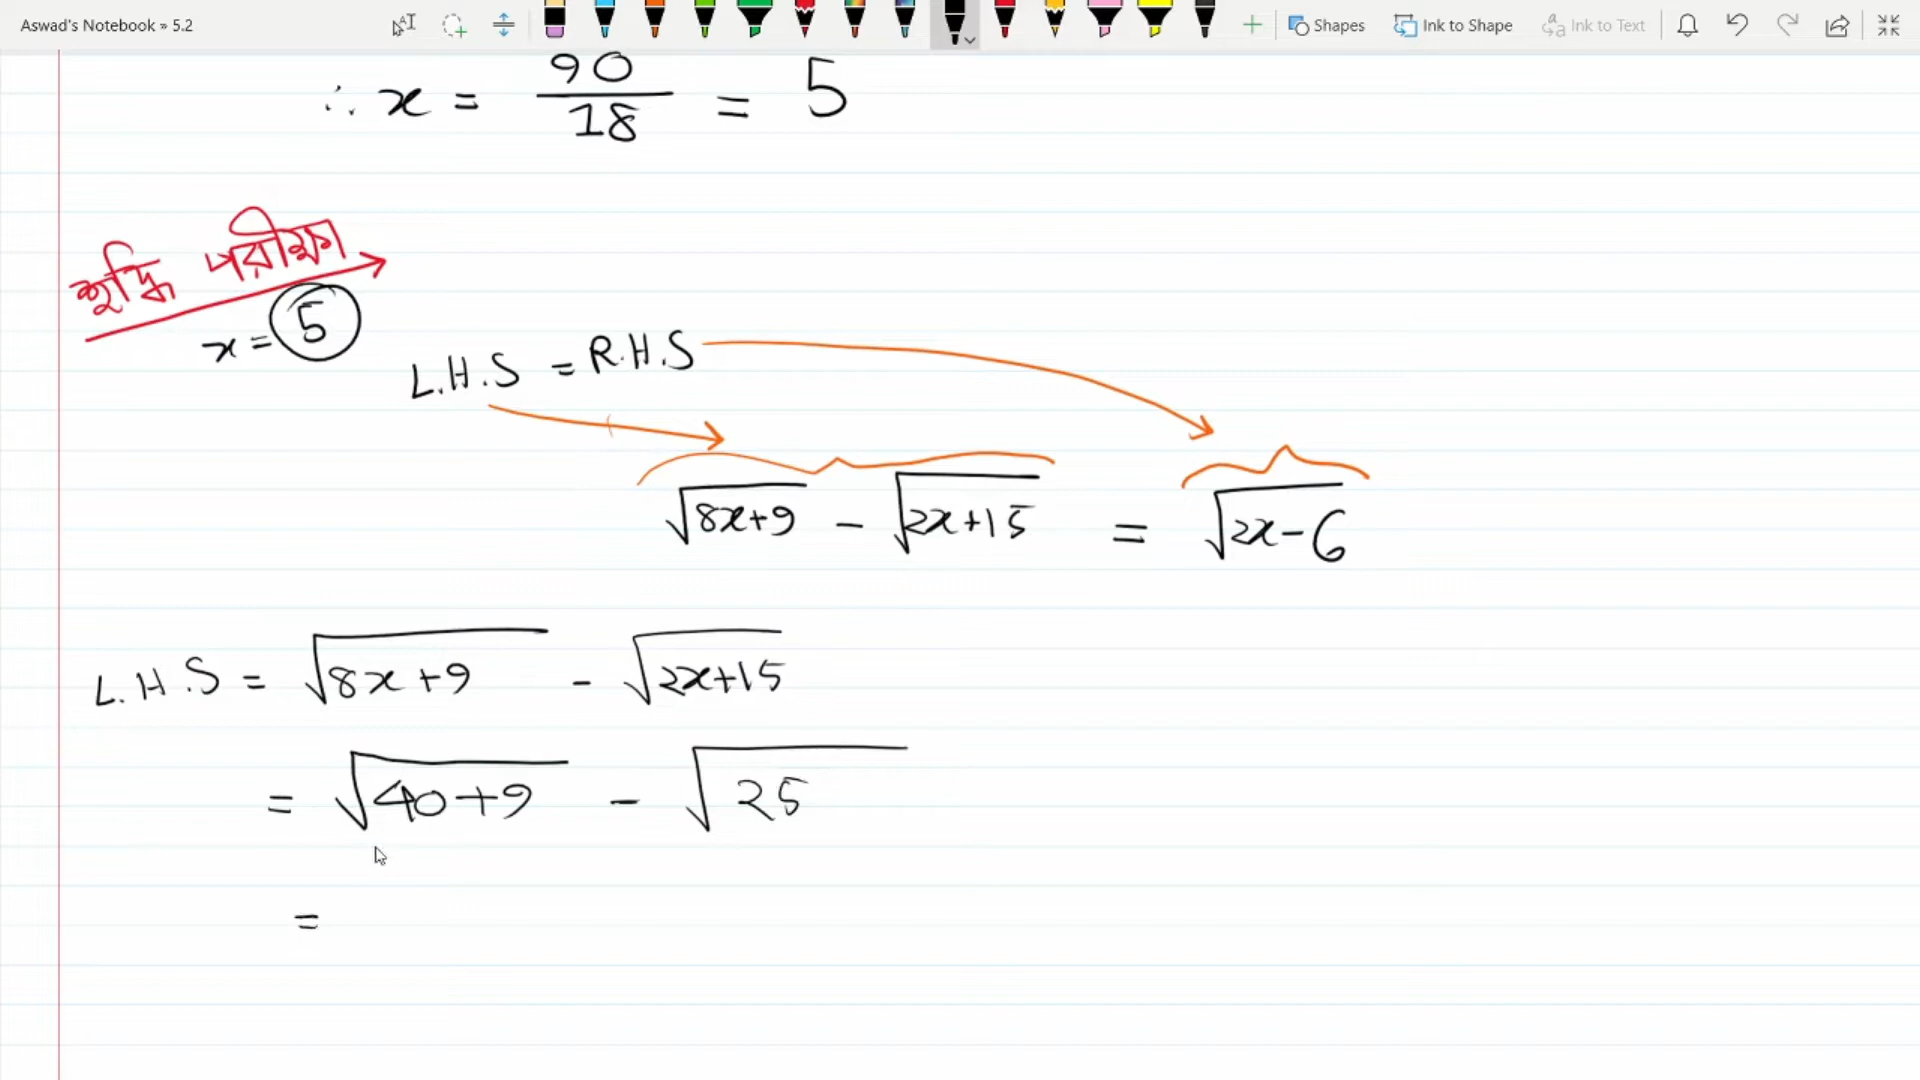 Aswad's Notebook » 5.2 Shapes Ink to Shape Ink to Text
∴ x = 90/18 = 5
শুদ্ধি পরীক্ষা
x = 5
L.H.S = R.H.S
√(8x+9) - √(2x+15) = √(2x-6)
L.H.S = √(8x+9) - √(2x+15)
= √(40+9) - √25
=